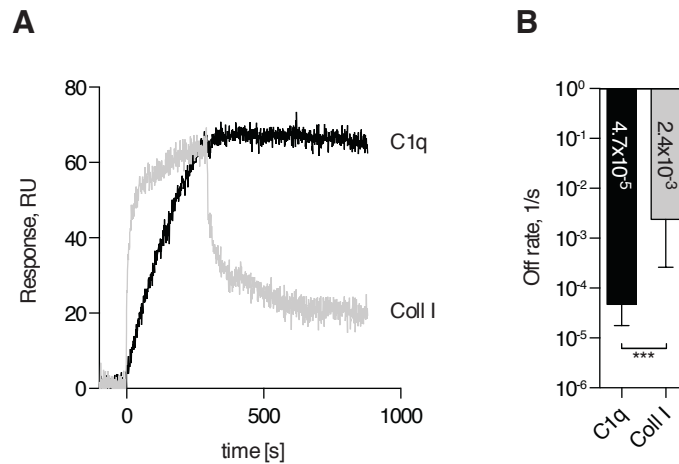 A
80
60
40
20
0
Response, RU
0
500
1000
time [s]
C1q
Coll I
B
10⁰
10⁻¹
10⁻²
10⁻³
10⁻⁴
10⁻⁵
10⁻⁶
Off rate, 1/s
4.7x10⁻⁵
2.4x10⁻³
***
C1q
Coll I